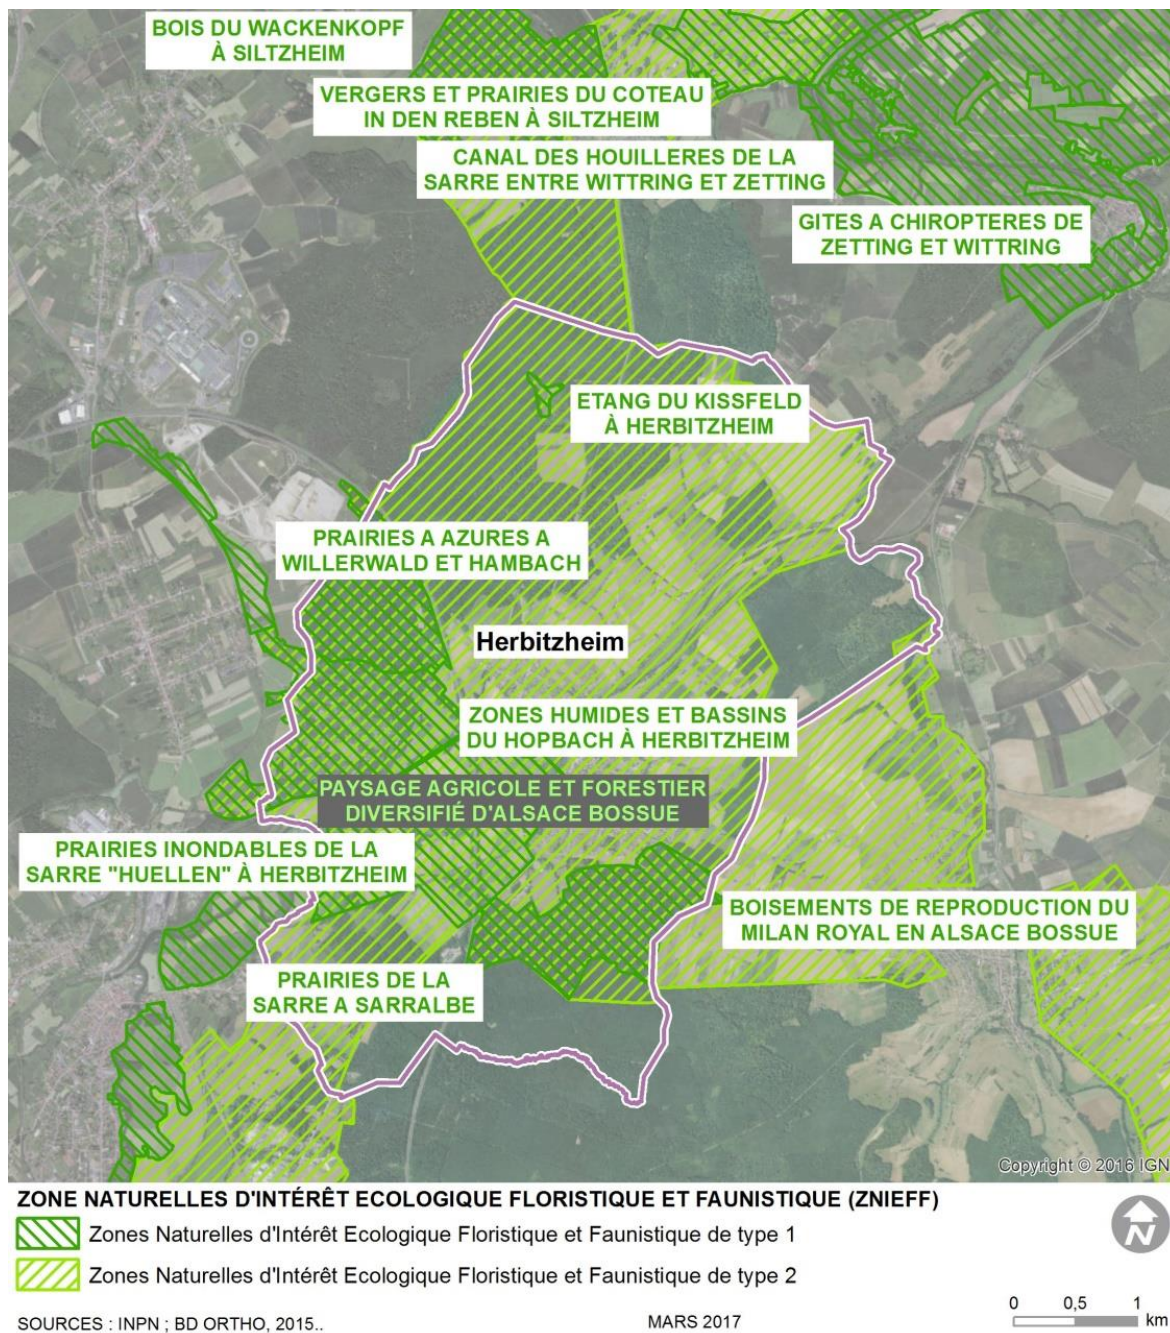 BOIS DU WACKENKOPF
À SILTZHEIM
VERGERS ET PRAIRIES DU COTEAU
IN DEN REBEN À SILTZHEIM
CANAL DES HOUILLERES DE LA
SARRE ENTRE WITTRING ET ZETTING
GITES A CHIROPTERES DE
ZETTING ET WITTRING
ETANG DU KISSFELD
À HERBITZHEIM
PRAIRIES A AZURES A
WILLERWALD ET HAMBACH
Herbitzheim
ZONES HUMIDES ET BASSINS
DU HOPBACH À HERBITZHEIM
PAYSAGE AGRICOLE ET FORESTIER
DIVERSIFIÉ D'ALSACE BOSSUE
PRAIRIES INONDABLES DE LA
SARRE "HUELLEN" À HERBITZHEIM
BOISEMENTS DE REPRODUCTION DU
MILAN ROYAL EN ALSACE BOSSUE
PRAIRIES DE LA
SARRE A SARRALBE
Copyright © 2016 IGN
ZONE NATURELLES D'INTÉRÊT ECOLOGIQUE FLORISTIQUE ET FAUNISTIQUE (ZNIEFF)
Zones Naturelles d'Intérêt Ecologique Floristique et Faunistique de type 1
Zones Naturelles d'Intérêt Ecologique Floristique et Faunistique de type 2
N
0 0,5 1
km
SOURCES : INPN ; BD ORTHO, 2015..
MARS 2017